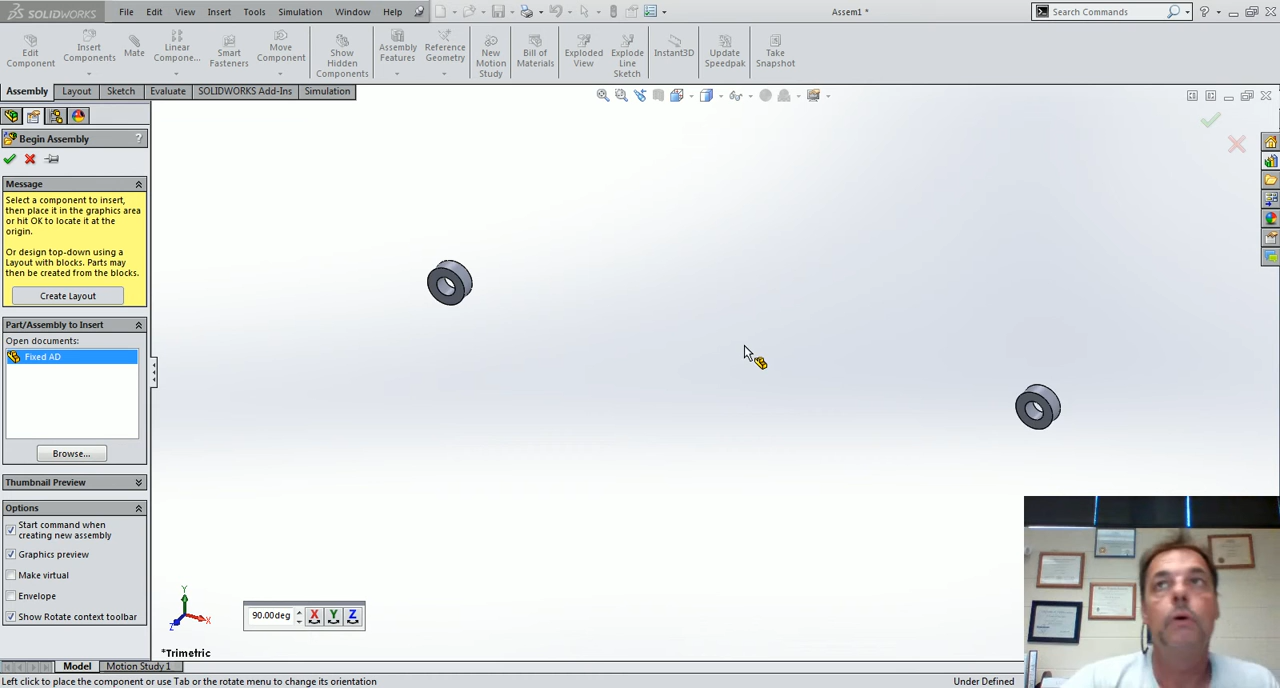 SOLIDWORKS File Edit View Insert Tools Simulation Window Help Assem1 * Search Commands
Edit Component
Insert Components
Mate
Linear Compone...
Smart Fasteners
Move Component
Show Hidden Components
Assembly Features
Reference Geometry
New Motion Study
Bill of Materials
Exploded View
Explode Line Sketch
Instant3D
Update Speedpak
Take Snapshot
Assembly Layout Sketch Evaluate SOLIDWORKS Add-Ins Simulation
Begin Assembly ?
Message
Select a component to insert,
then place it in the graphics area
or hit OK to locate it at the
origin.
Or design top-down using a
Layout with blocks. Parts may
then be created from the blocks.
Create Layout
Part/Assembly to Insert
Open documents:
Fixed AD
Browse...
Thumbnail Preview
Options
Start command when
creating new assembly
Graphics preview
Make virtual
Envelope
Show Rotate context toolbar
90.00deg X Y Z
Y
X
Z
*Trimetric
Model Motion Study 1
Left click to place the component or use Tab or the rotate menu to change its orientation Under Defined